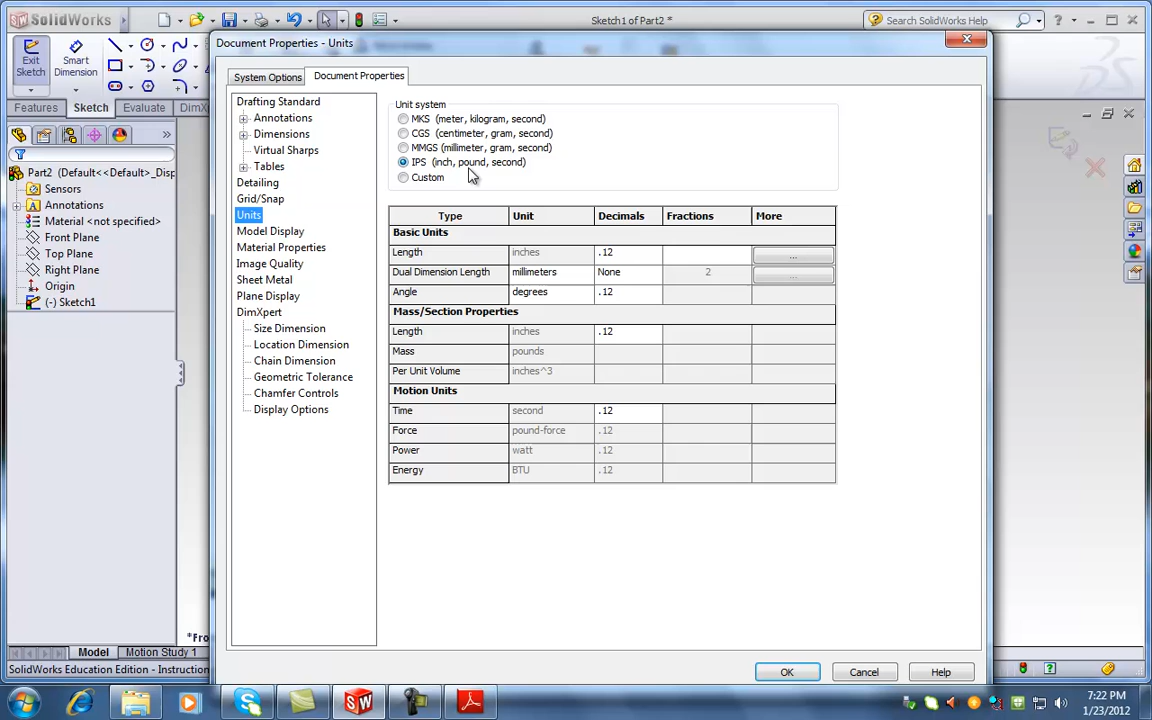 SolidWorks
Sketch1 of Part2 *
Search SolidWorks Help
Exit Sketch
Smart Dimension
Features
Sketch
Evaluate
DimX
Part2 (Default<<Default>_Disp
Sensors
Annotations
Material <not specified>
Front Plane
Top Plane
Right Plane
Origin
(-) Sketch1
Document Properties - Units
System Options
Document Properties
Drafting Standard
Annotations
Dimensions
Virtual Sharps
Tables
Detailing
Grid/Snap
Units
Model Display
Material Properties
Image Quality
Sheet Metal
Plane Display
DimXpert
Size Dimension
Location Dimension
Chain Dimension
Geometric Tolerance
Chamfer Controls
Display Options
Unit system
MKS (meter, kilogram, second)
CGS (centimeter, gram, second)
MMGS (millimeter, gram, second)
IPS (inch, pound, second)
Custom
Type Unit Decimals Fractions More
Basic Units
Length inches .12 ...
Dual Dimension Length millimeters None 2 ...
Angle degrees .12
Mass/Section Properties
Length inches .12
Mass pounds
Per Unit Volume inches^3
Motion Units
Time second .12
Force pound-force .12
Power watt .12
Energy BTU .12
OK
Cancel
Help
*Fro
Model
Motion Study 1
SolidWorks Education Edition - Instruction
7:22 PM
1/23/2012